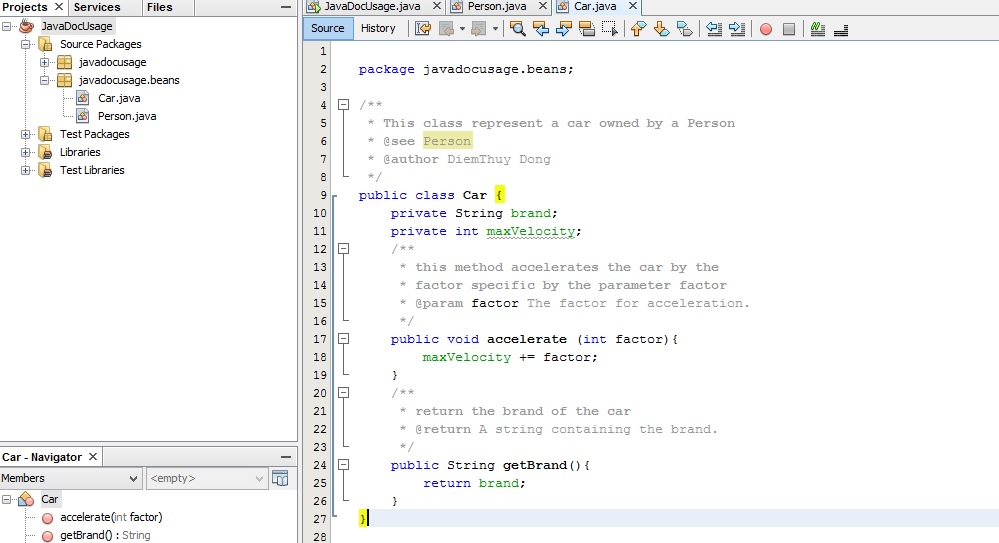 Projects Services Files
JavaDocUsage
Source Packages
javadocusage
javadocusage.beans
Car.java
Person.java
Test Packages
Libraries
Test Libraries
Car - Navigator
Members <empty>
Car
accelerate(int factor)
getBrand() : String
JavaDocUsage.java Person.java Car.java
Source History
1
2 package javadocusage.beans;
3
4 /**
5 * This class represent a car owned by a Person
6 * @see Person
7 * @author DiemThuy Dong
8 */
9 public class Car {
10 private String brand;
11 private int maxVelocity;
12 /**
13 * this method accelerates the car by the
14 * factor specific by the parameter factor
15 * @param factor The factor for acceleration.
16 */
17 public void accelerate (int factor){
18 maxVelocity += factor;
19 }
20 /**
21 * return the brand of the car
22 * @return A string containing the brand.
23 */
24 public String getBrand(){
25 return brand;
26 }
27 }
28